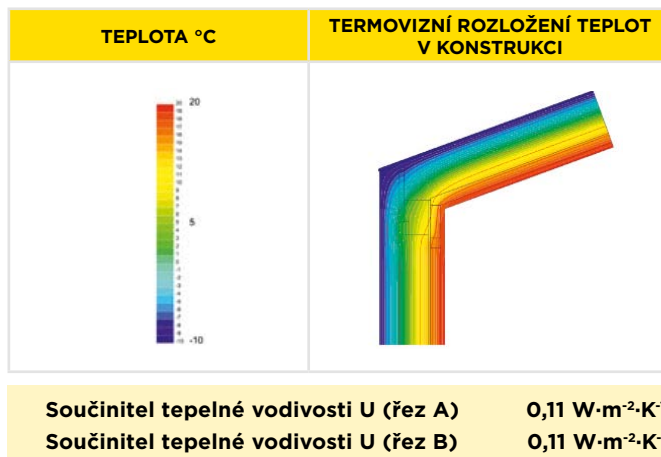 TEPLOTA °C
TERMOVIZNÍ ROZLOŽENÍ TEPLOT
V KONSTRUKCI
20
5
-10
Součinitel tepelné vodivosti U (řez A) 0,11 W·m⁻²·K⁻
Součinitel tepelné vodivosti U (řez B) 0,11 W·m⁻²·K⁻